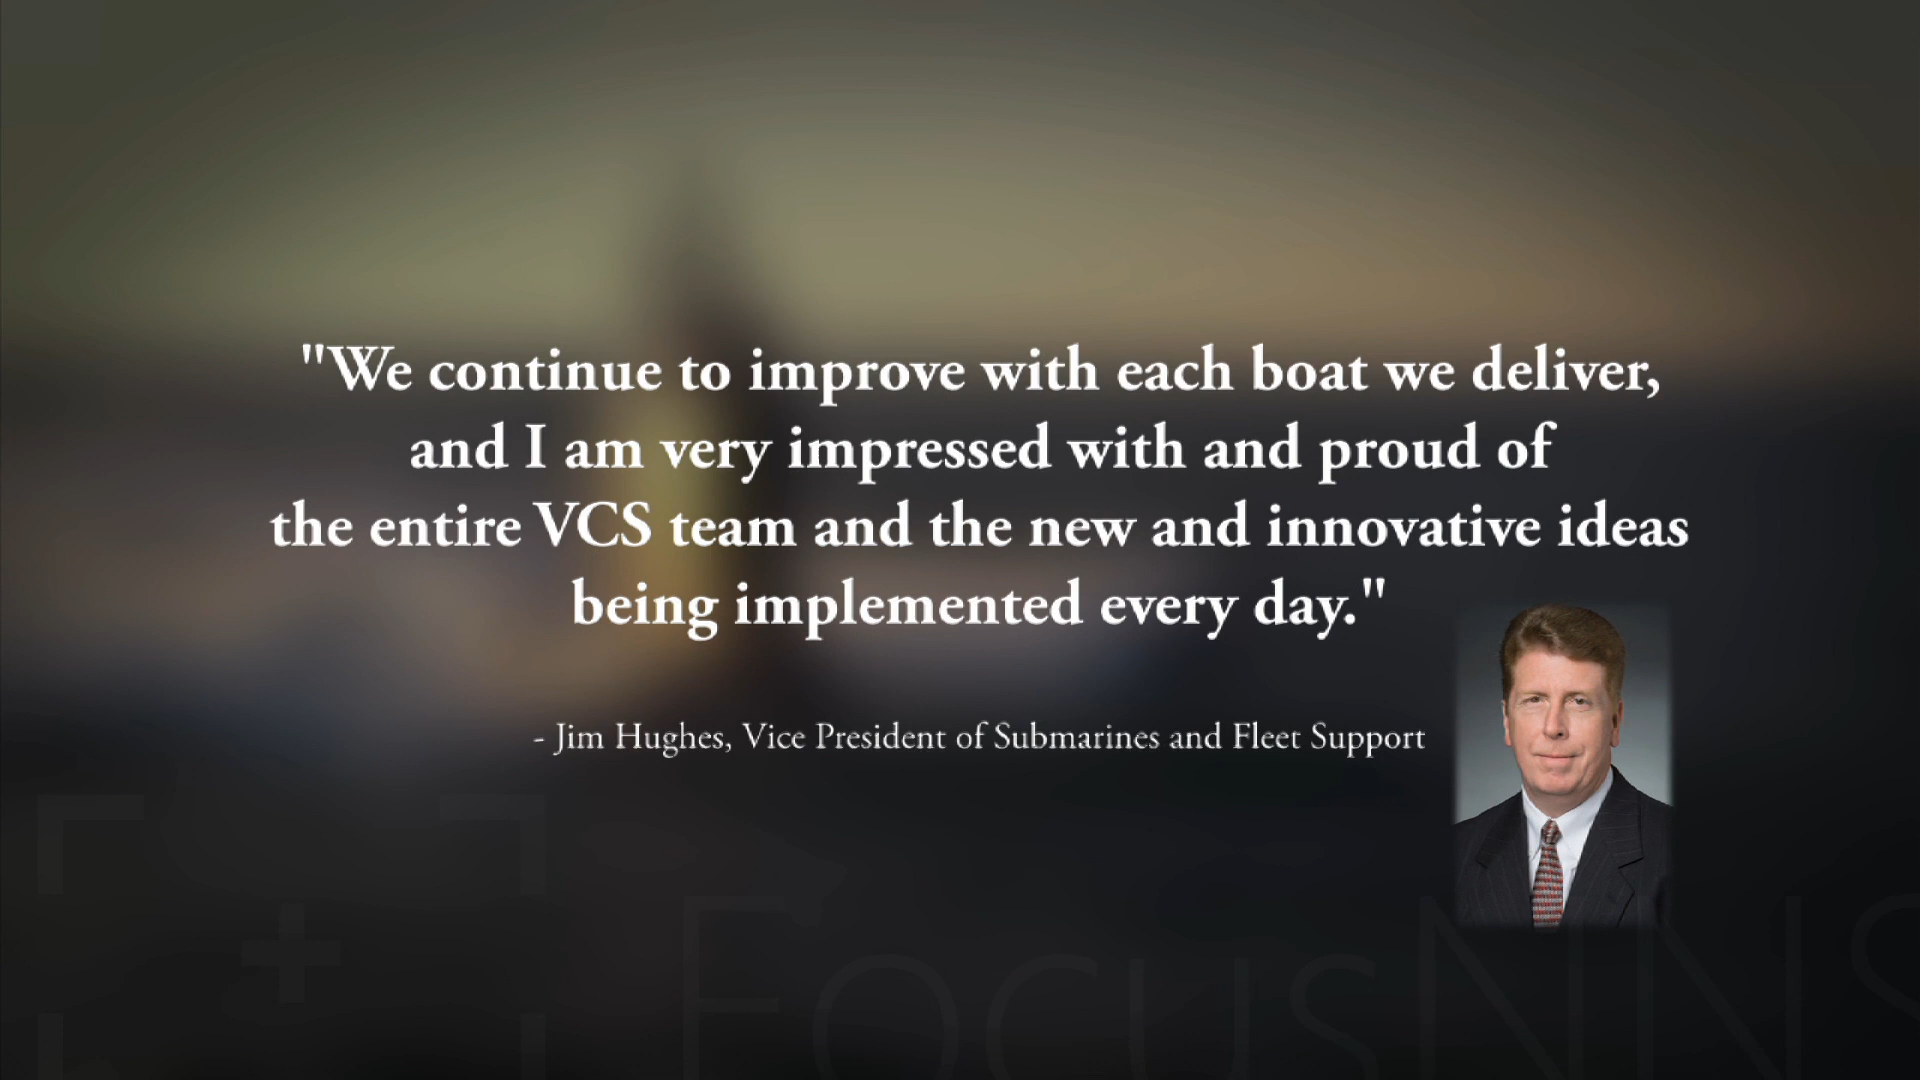 "We continue to improve with each boat we deliver,
and I am very impressed with and proud of
the entire VCS team and the new and innovative ideas
being implemented every day."
- Jim Hughes, Vice President of Submarines and Fleet Support
FocusNNS